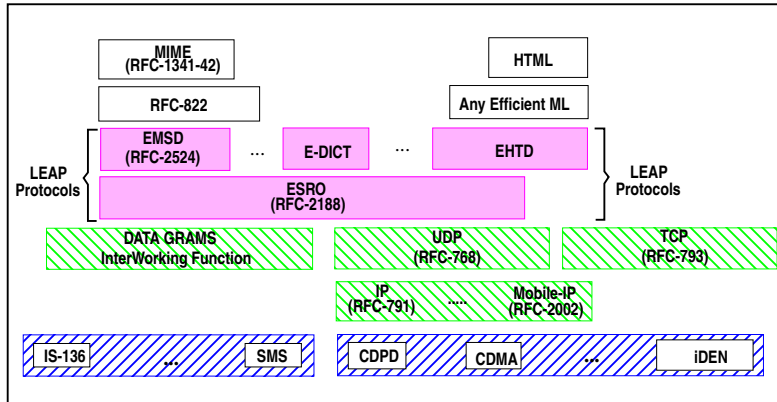 MIME
(RFC-1341-42)
HTML
RFC-822
Any Efficient ML
LEAP
Protocols
EMSD
(RFC-2524)
...
E-DICT
...
EHTD
LEAP
Protocols
ESRO
(RFC-2188)
DATA GRAMS
InterWorking Function
UDP
(RFC-768)
TCP
(RFC-793)
IP
(RFC-791)
.....
Mobile-IP
(RFC-2002)
IS-136
...
SMS
CDPD
CDMA
...
iDEN